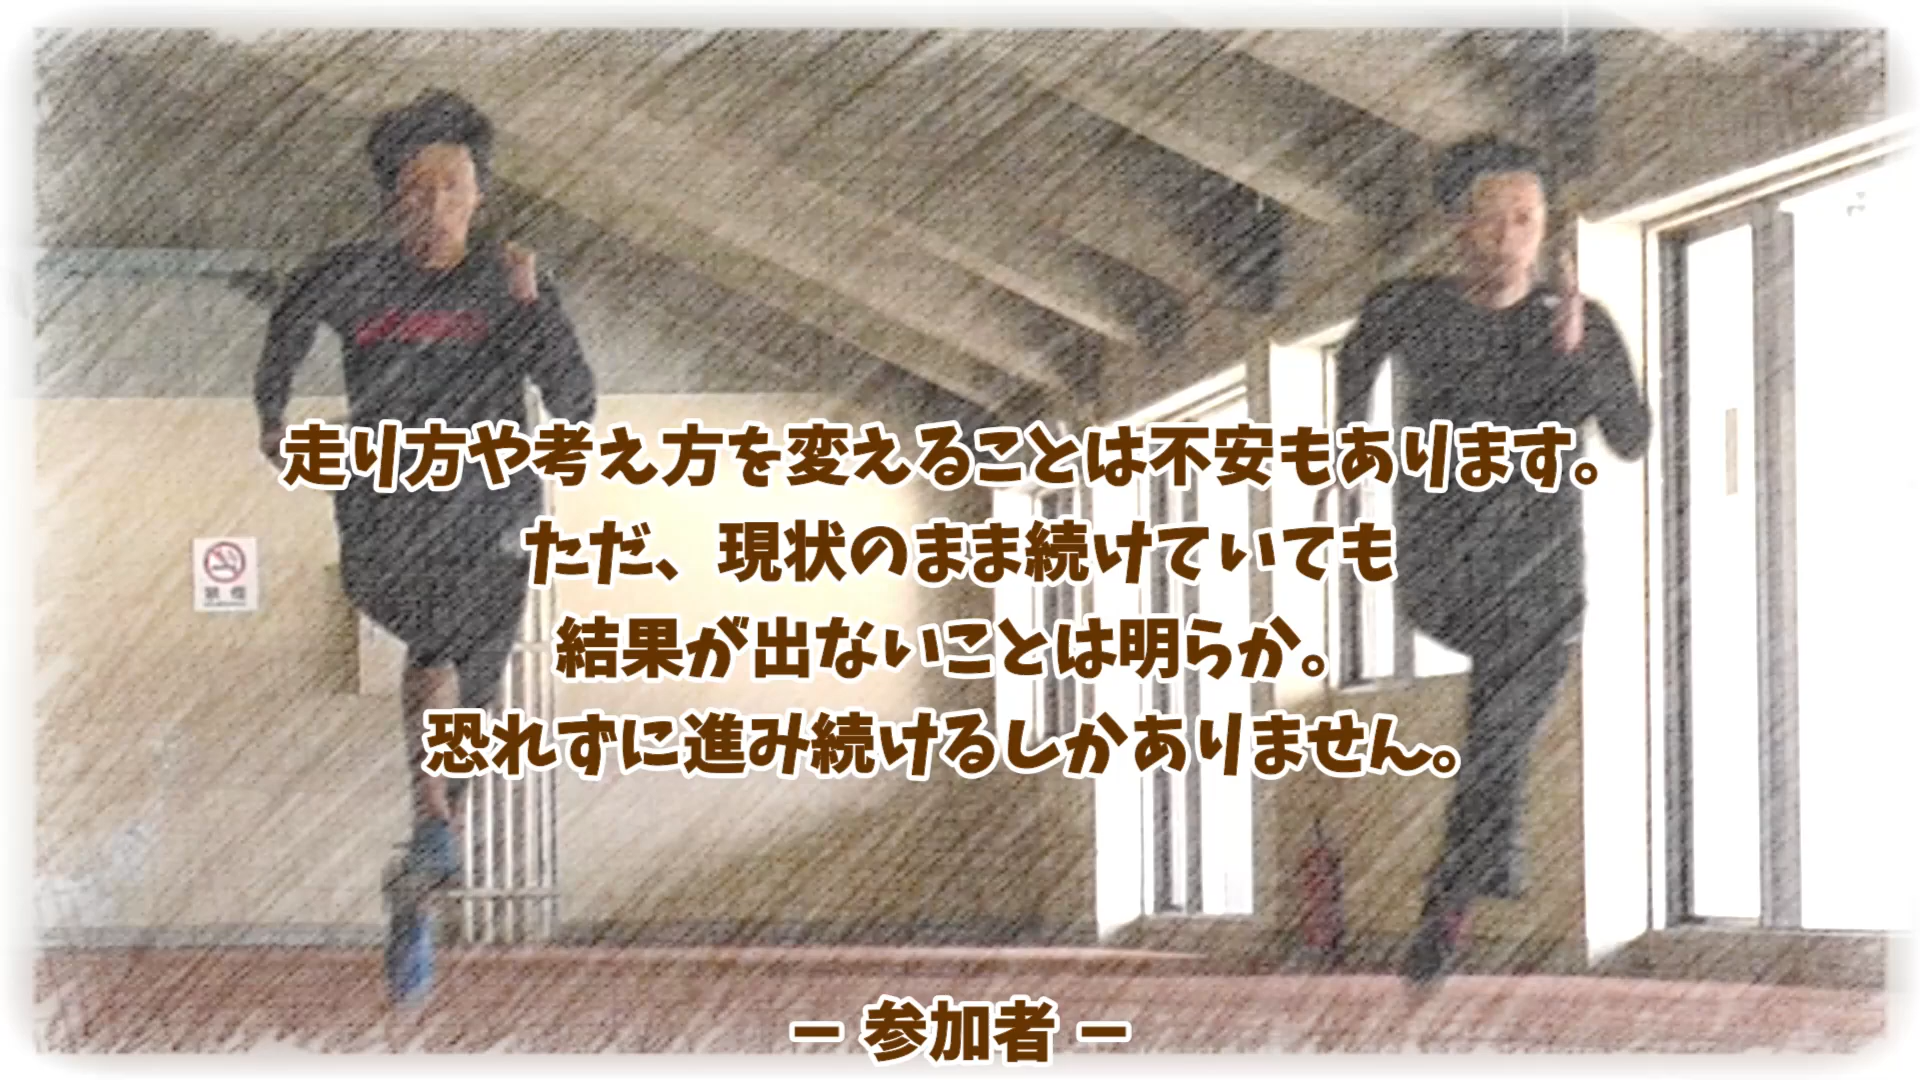 走り方や考え方を変えることは不安もあります。
ただ、現状のまま続けていても
結果が出ないことは明らか。
恐れずに進み続けるしかありません。
禁煙
– 参加者 –